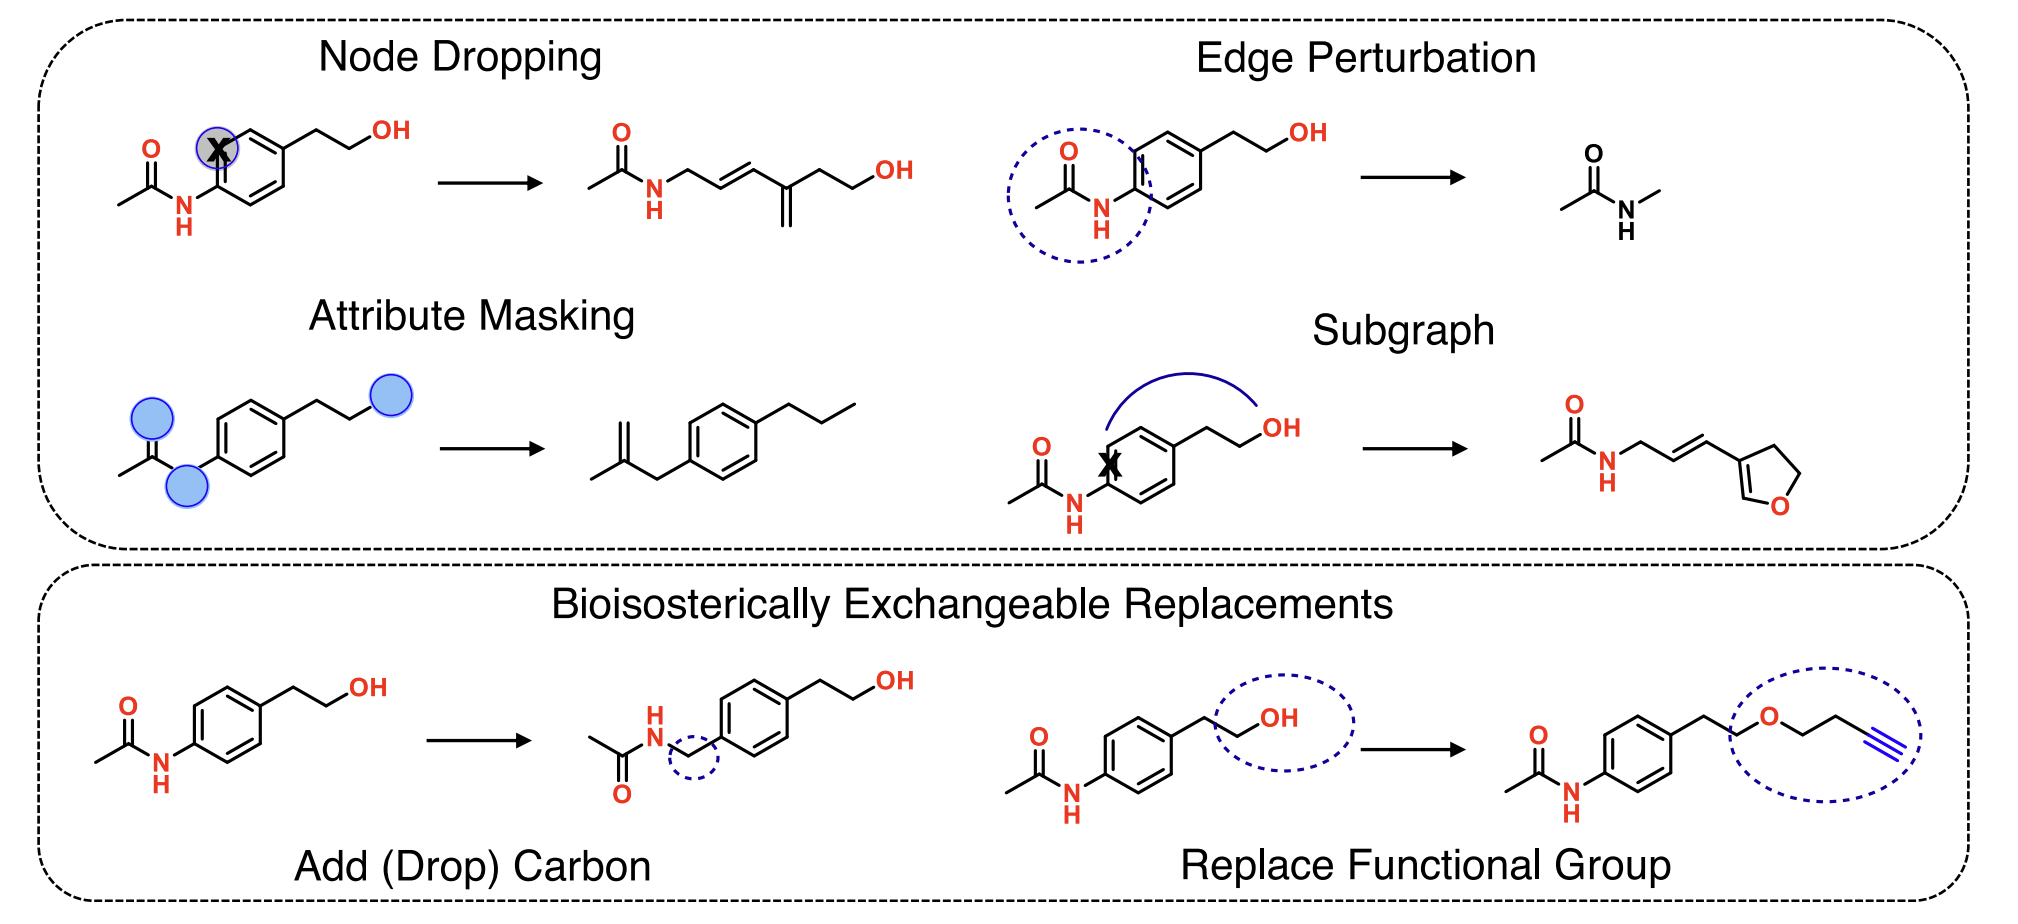 Node Dropping
Edge Perturbation
O
X
OH
N
H
O
N
H
OH
O
N
H
OH
O
N
H
Attribute Masking
Subgraph
O
N
H
X
OH
O
N
H
O
Bioisosterically Exchangeable Replacements
O
N
H
OH
H
N
O
OH
O
N
H
OH
O
N
H
O
Add (Drop) Carbon
Replace Functional Group